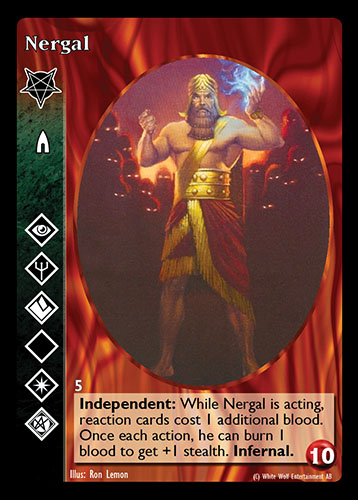 Nergal
5
Independent: While Nergal is acting,
reaction cards cost 1 additional blood.
Once each action, he can burn 1
blood to get +1 stealth. Infernal.
10
Illus: Ron Lemon
(C) White Wolf Entertainment AB